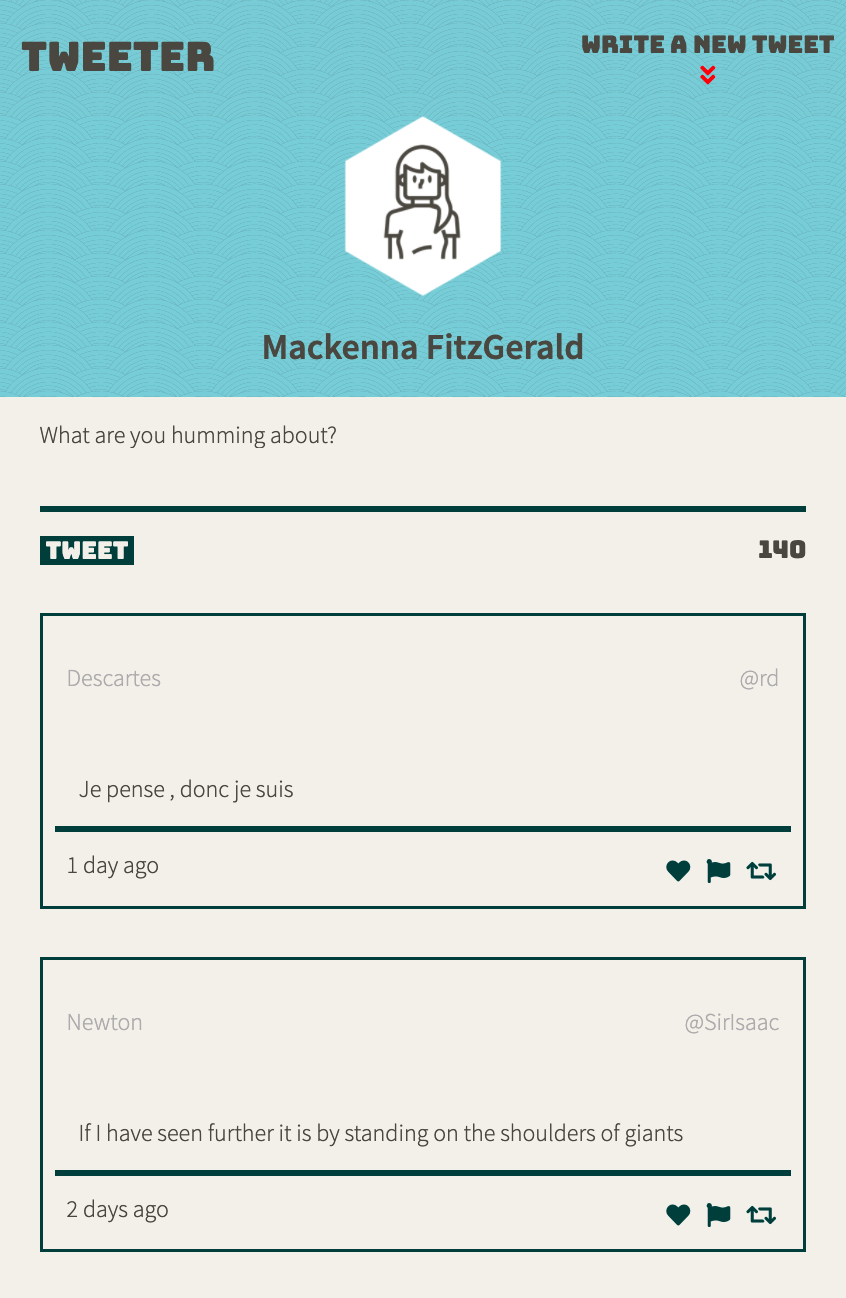 TWEETER
WRITE A NEW TWEET
Mackenna FitzGerald
What are you humming about?
TWEET
140
Descartes
@rd
Je pense , donc je suis
1 day ago
Newton
@SirIsaac
If I have seen further it is by standing on the shoulders of giants
2 days ago